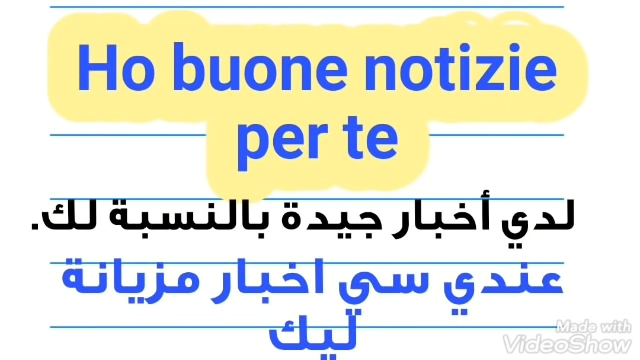 Ho buone notizie
per te
لدي أخبار جيدة بالنسبة لك.
عندي سي اخبار مزيانة
ليك
Made with
VideoShow